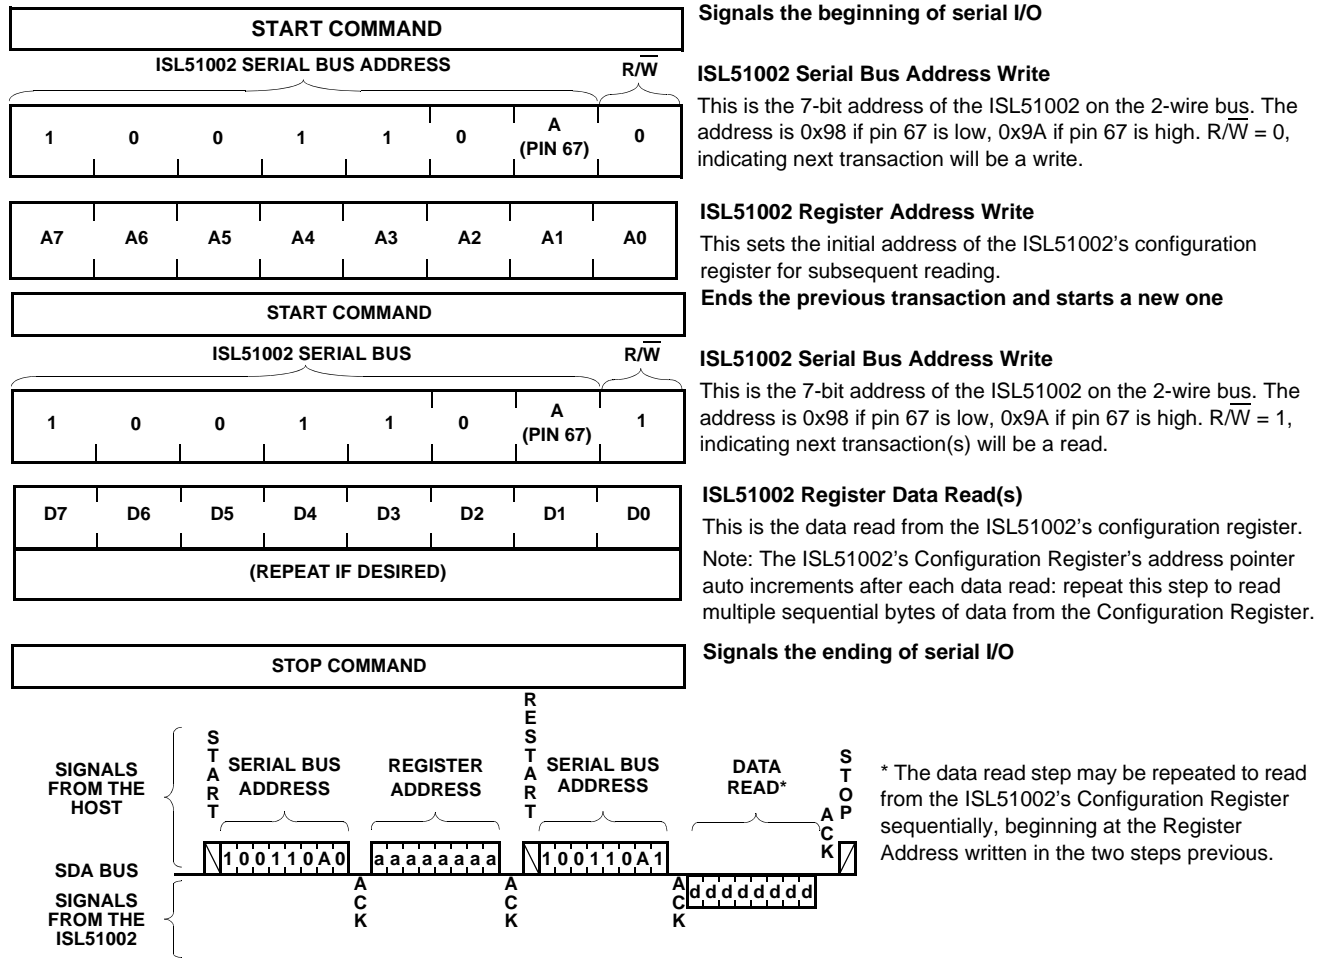 START COMMAND
Signals the beginning of serial I/O
ISL51002 SERIAL BUS ADDRESS
R/W
ISL51002 Serial Bus Address Write
This is the 7-bit address of the ISL51002 on the 2-wire bus. The
address is 0x98 if pin 67 is low, 0x9A if pin 67 is high. R/W = 0,
indicating next transaction will be a write.
1 0 0 1 1 0 A (PIN 67) 0
ISL51002 Register Address Write
This sets the initial address of the ISL51002's configuration
register for subsequent reading.
A7 A6 A5 A4 A3 A2 A1 A0
START COMMAND
Ends the previous transaction and starts a new one
ISL51002 SERIAL BUS
R/W
ISL51002 Serial Bus Address Write
This is the 7-bit address of the ISL51002 on the 2-wire bus. The
address is 0x98 if pin 67 is low, 0x9A if pin 67 is high. R/W = 1,
indicating next transaction(s) will be a read.
1 0 0 1 1 0 A (PIN 67) 1
ISL51002 Register Data Read(s)
This is the data read from the ISL51002's configuration register.
Note: The ISL51002's Configuration Register's address pointer
auto increments after each data read: repeat this step to read
multiple sequential bytes of data from the Configuration Register.
D7 D6 D5 D4 D3 D2 D1 D0
(REPEAT IF DESIRED)
STOP COMMAND
Signals the ending of serial I/O
SIGNALS
FROM THE
HOST
START
SERIAL BUS
ADDRESS
REGISTER
ADDRESS
RESTART
SERIAL BUS
ADDRESS
DATA
READ*
ACK
STOP
* The data read step may be repeated to read
from the ISL51002's Configuration Register
sequentially, beginning at the Register
Address written in the two steps previous.
SDA BUS
1 0 0 1 1 0 A 0
a a a a a a a a
1 0 0 1 1 0 A 1
SIGNALS
FROM THE
ISL51002
ACK
ACK
ACK
d d d d d d d d